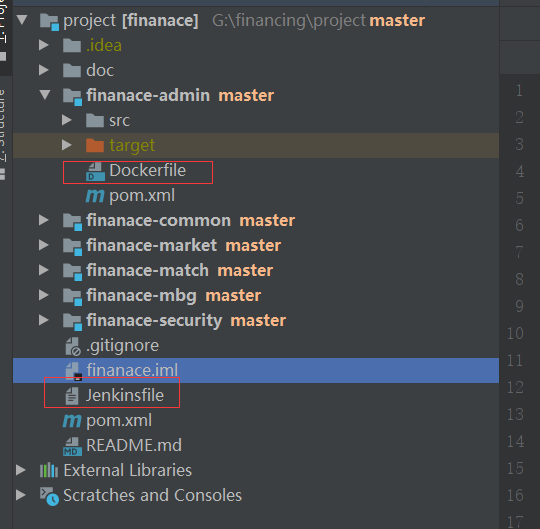 project [finanace] G:\financing\project master
.idea
doc
finanace-admin master
src
target
Dockerfile
pom.xml
finanace-common master
finanace-market master
finanace-match master
finanace-mbg master
finanace-security master
.gitignore
finanace.iml
Jenkinsfile
pom.xml
README.md
External Libraries
Scratches and Consoles
Z: Structure
1
2
3
4
5
6
7
8
9
10
11
12
13
14
15
16
17